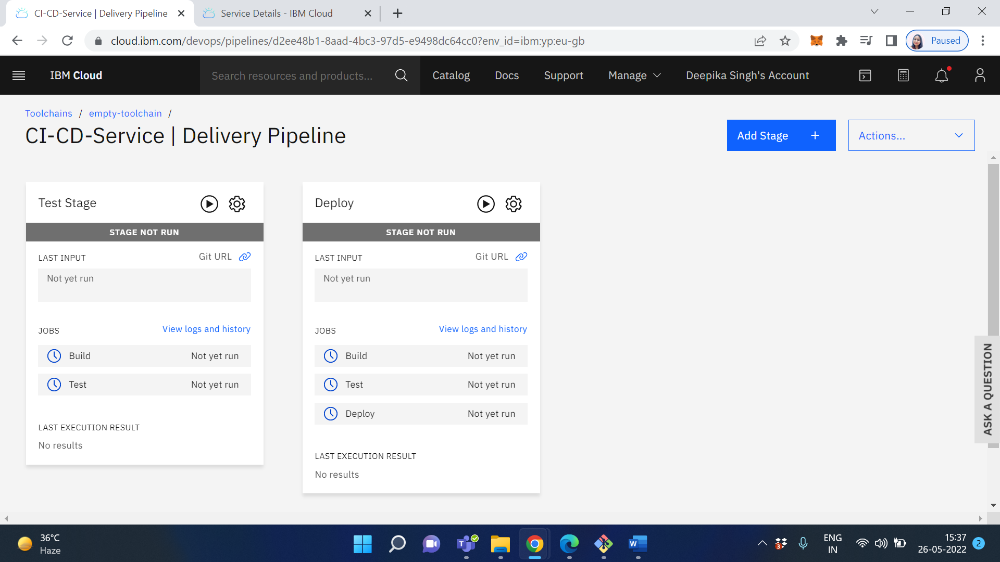 CI-CD-Service | Delivery Pipeline
Service Details - IBM Cloud
cloud.ibm.com/devops/pipelines/d2ee48b1-8aad-4bc3-97d5-e9498dc64cc0?env_id=ibm:yp:eu-gb
Paused
IBM Cloud
Search resources and products...
Catalog
Docs
Support
Manage
Deepika Singh's Account
Toolchains / empty-toolchain /
CI-CD-Service | Delivery Pipeline
Add Stage +
Actions...
Test Stage
STAGE NOT RUN
LAST INPUT
Git URL
Not yet run
JOBS
View logs and history
Build Not yet run
Test Not yet run
LAST EXECUTION RESULT
No results
Deploy
STAGE NOT RUN
LAST INPUT
Git URL
Not yet run
JOBS
View logs and history
Build Not yet run
Test Not yet run
Deploy Not yet run
LAST EXECUTION RESULT
No results
ASK A QUESTION
36°C
Haze
T
W
3
ENG
IN
15:37
26-05-2022
2